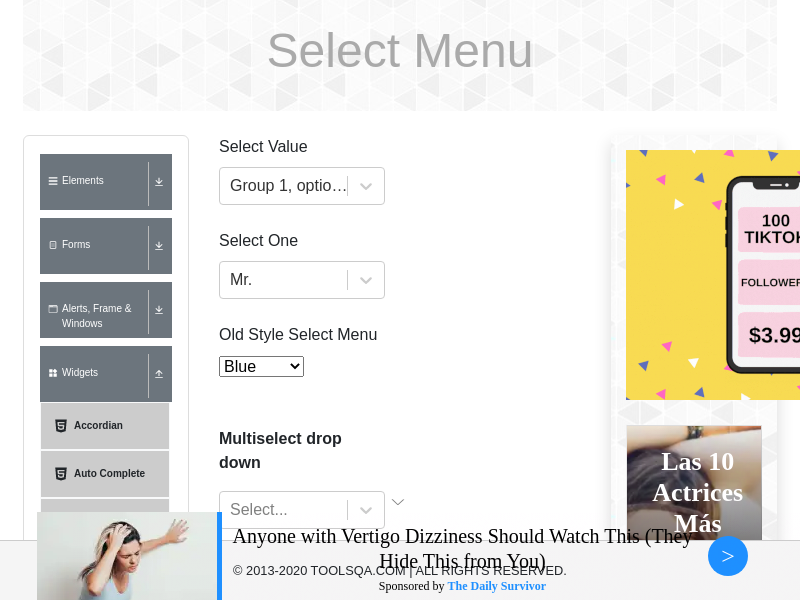 Select Menu
Elements
Forms
Alerts, Frame &
Windows
Widgets
Accordian
Auto Complete
Select Value
Group 1, optio…
Select One
Mr.
Old Style Select Menu
Blue
Multiselect drop
down
Select...
100
TIKTOK
FOLLOWER
$3.99
Las 10
Actrices
Más
Anyone with Vertigo Dizziness Should Watch This (They
Hide This from You)
© 2013-2020 TOOLSQA.COM | ALL RIGHTS RESERVED.
Sponsored by The Daily Survivor
>